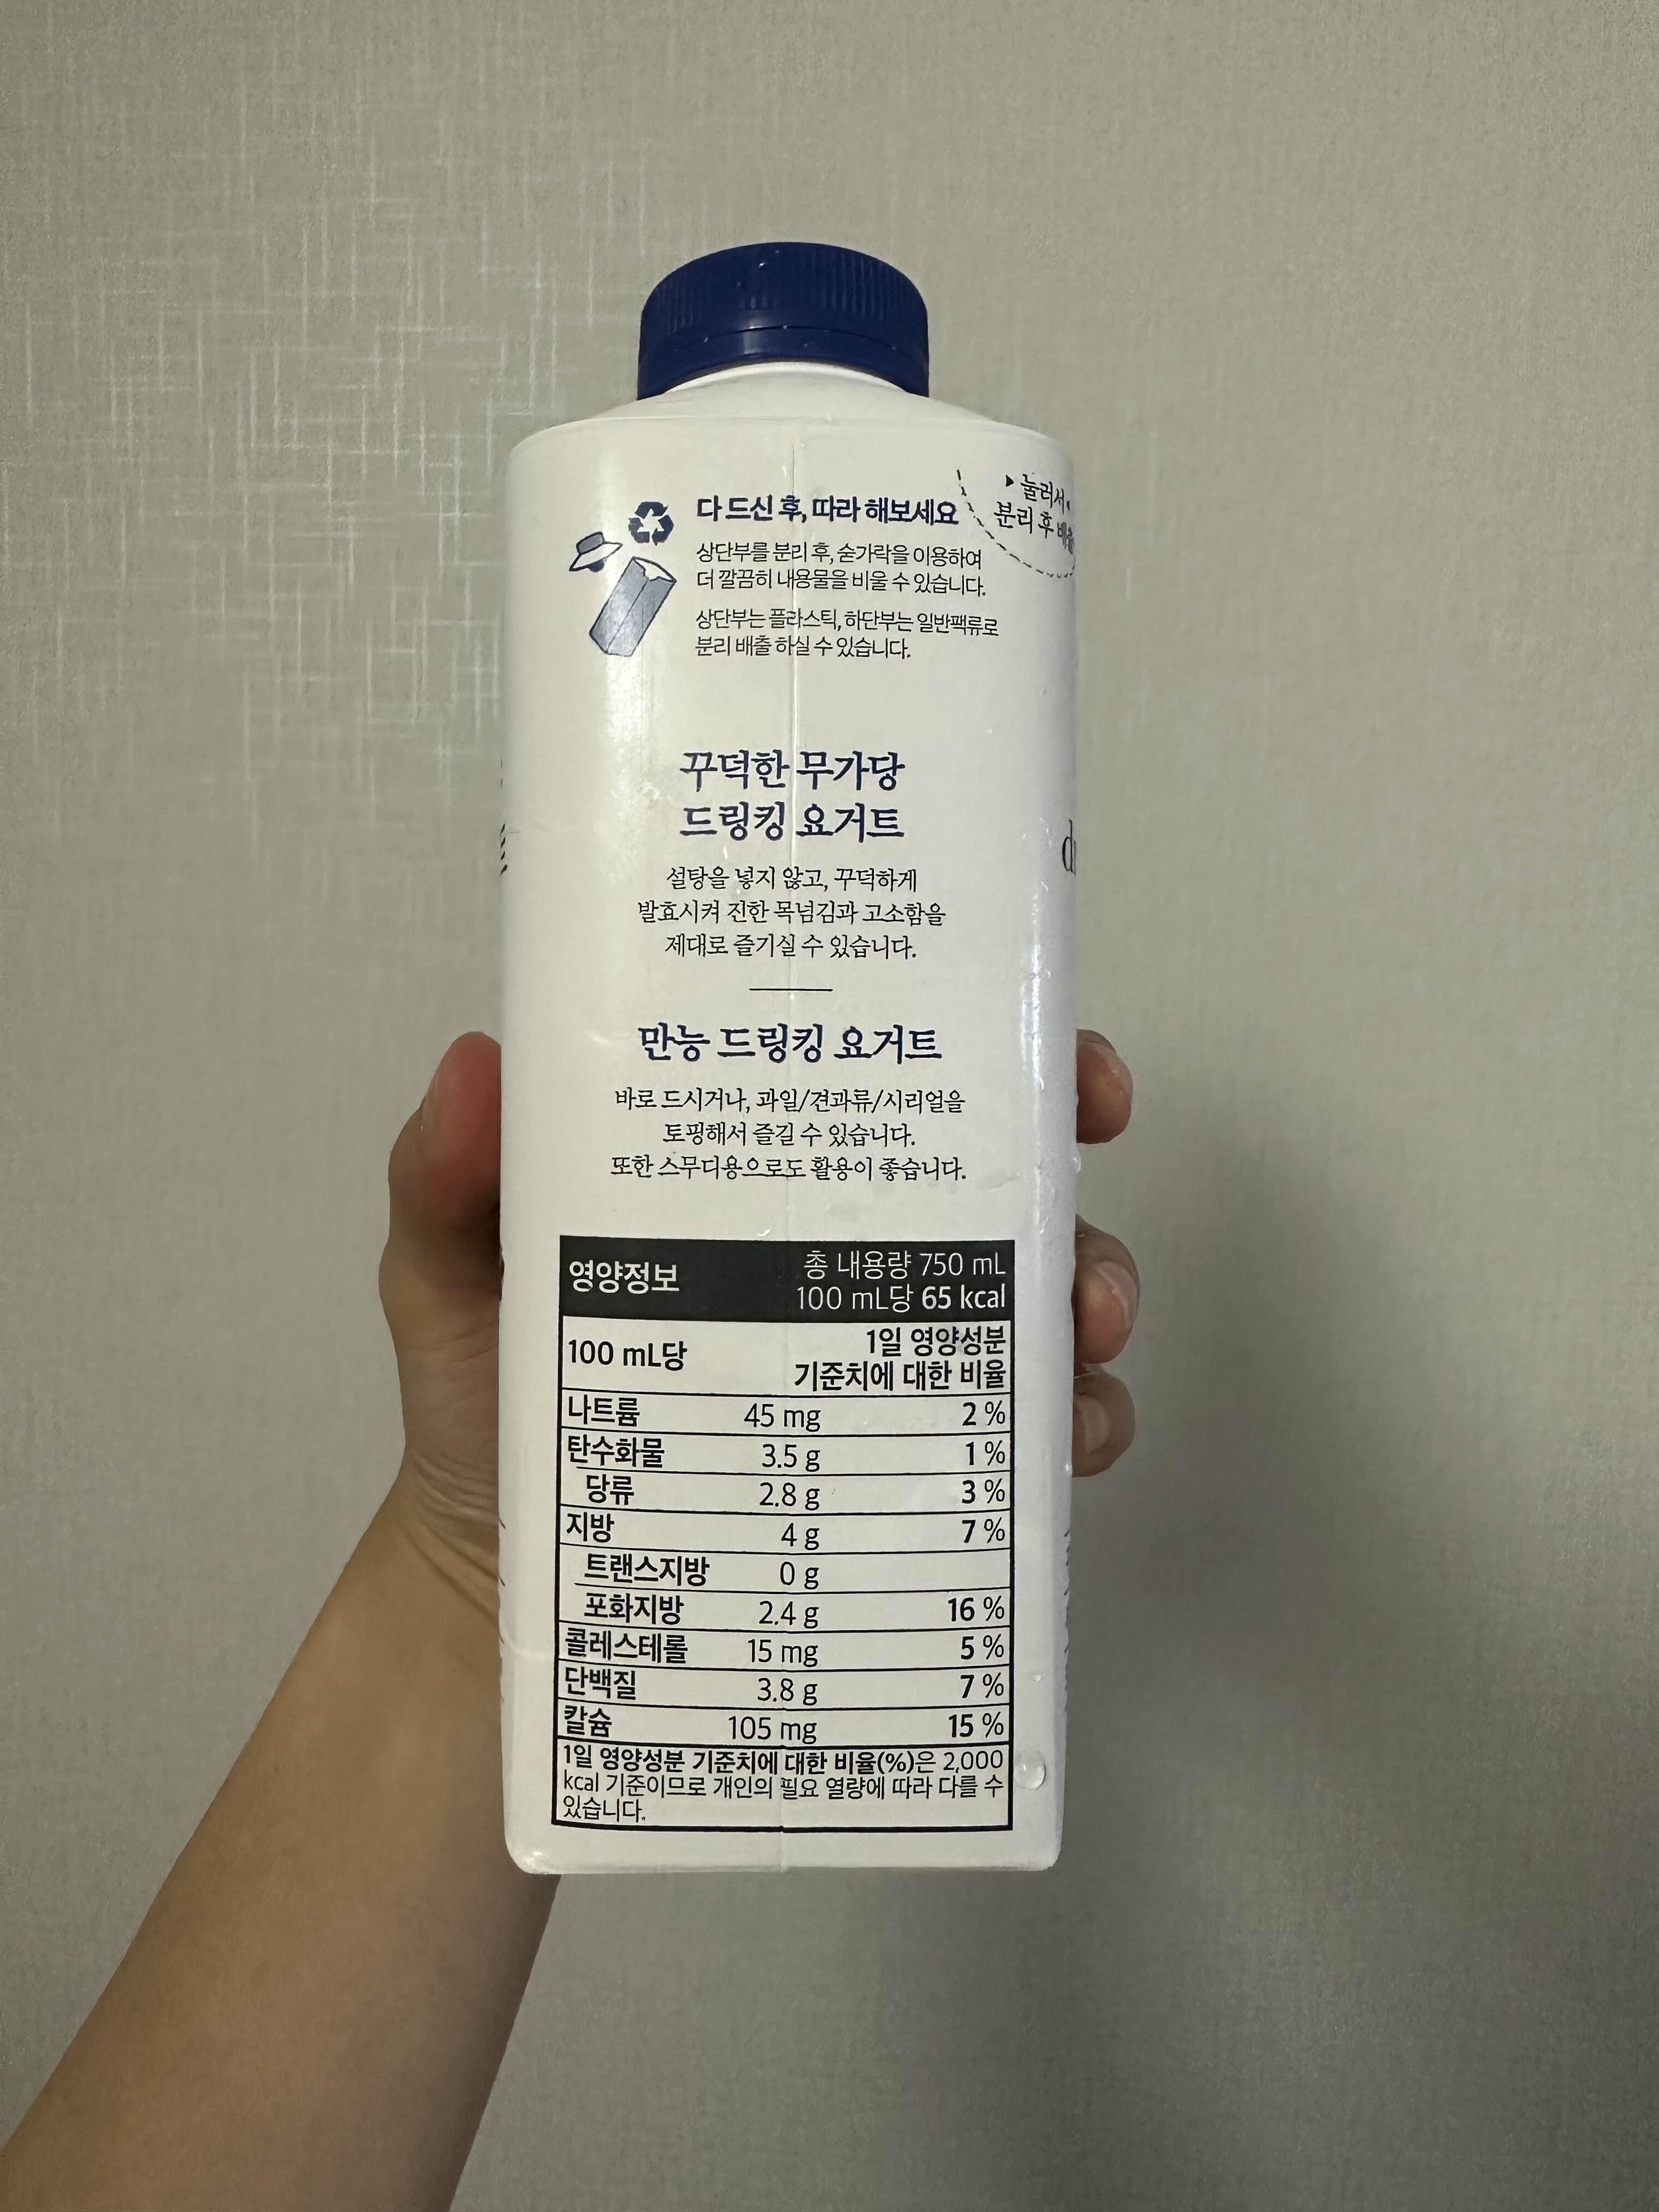 다 드신 후, 따라 해보세요
상단부를 분리 후, 숟가락을 이용하여
더 깔끔히 내용물을 비울 수 있습니다.
상단부는 플라스틱, 하단부는 일반팩류로
분리 배출 하실 수 있습니다.
▶ 눌러서
분리 후 배출
꾸덕한 무가당
드링킹 요거트
설탕을 넣지 않고, 꾸덕하게
발효시켜 진한 목넘김과 고소함을
제대로 즐기실 수 있습니다.
만능 드링킹 요거트
바로 드시거나, 과일/견과류/시리얼을
토핑해서 즐길 수 있습니다.
또한 스무디용으로도 활용이 좋습니다.
영양정보
총 내용량 750 mL
100 mL당 65 kcal
100 mL당
1일 영양성분
기준치에 대한 비율
나트륨 45 mg 2 %
탄수화물 3.5 g 1 %
당류 2.8 g 3 %
지방 4 g 7 %
트랜스지방 0 g
포화지방 2.4 g 16 %
콜레스테롤 15 mg 5 %
단백질 3.8 g 7 %
칼슘 105 mg 15 %
1일 영양성분 기준치에 대한 비율(%)은 2,000
kcal 기준이므로 개인의 필요 열량에 따라 다를 수
있습니다.